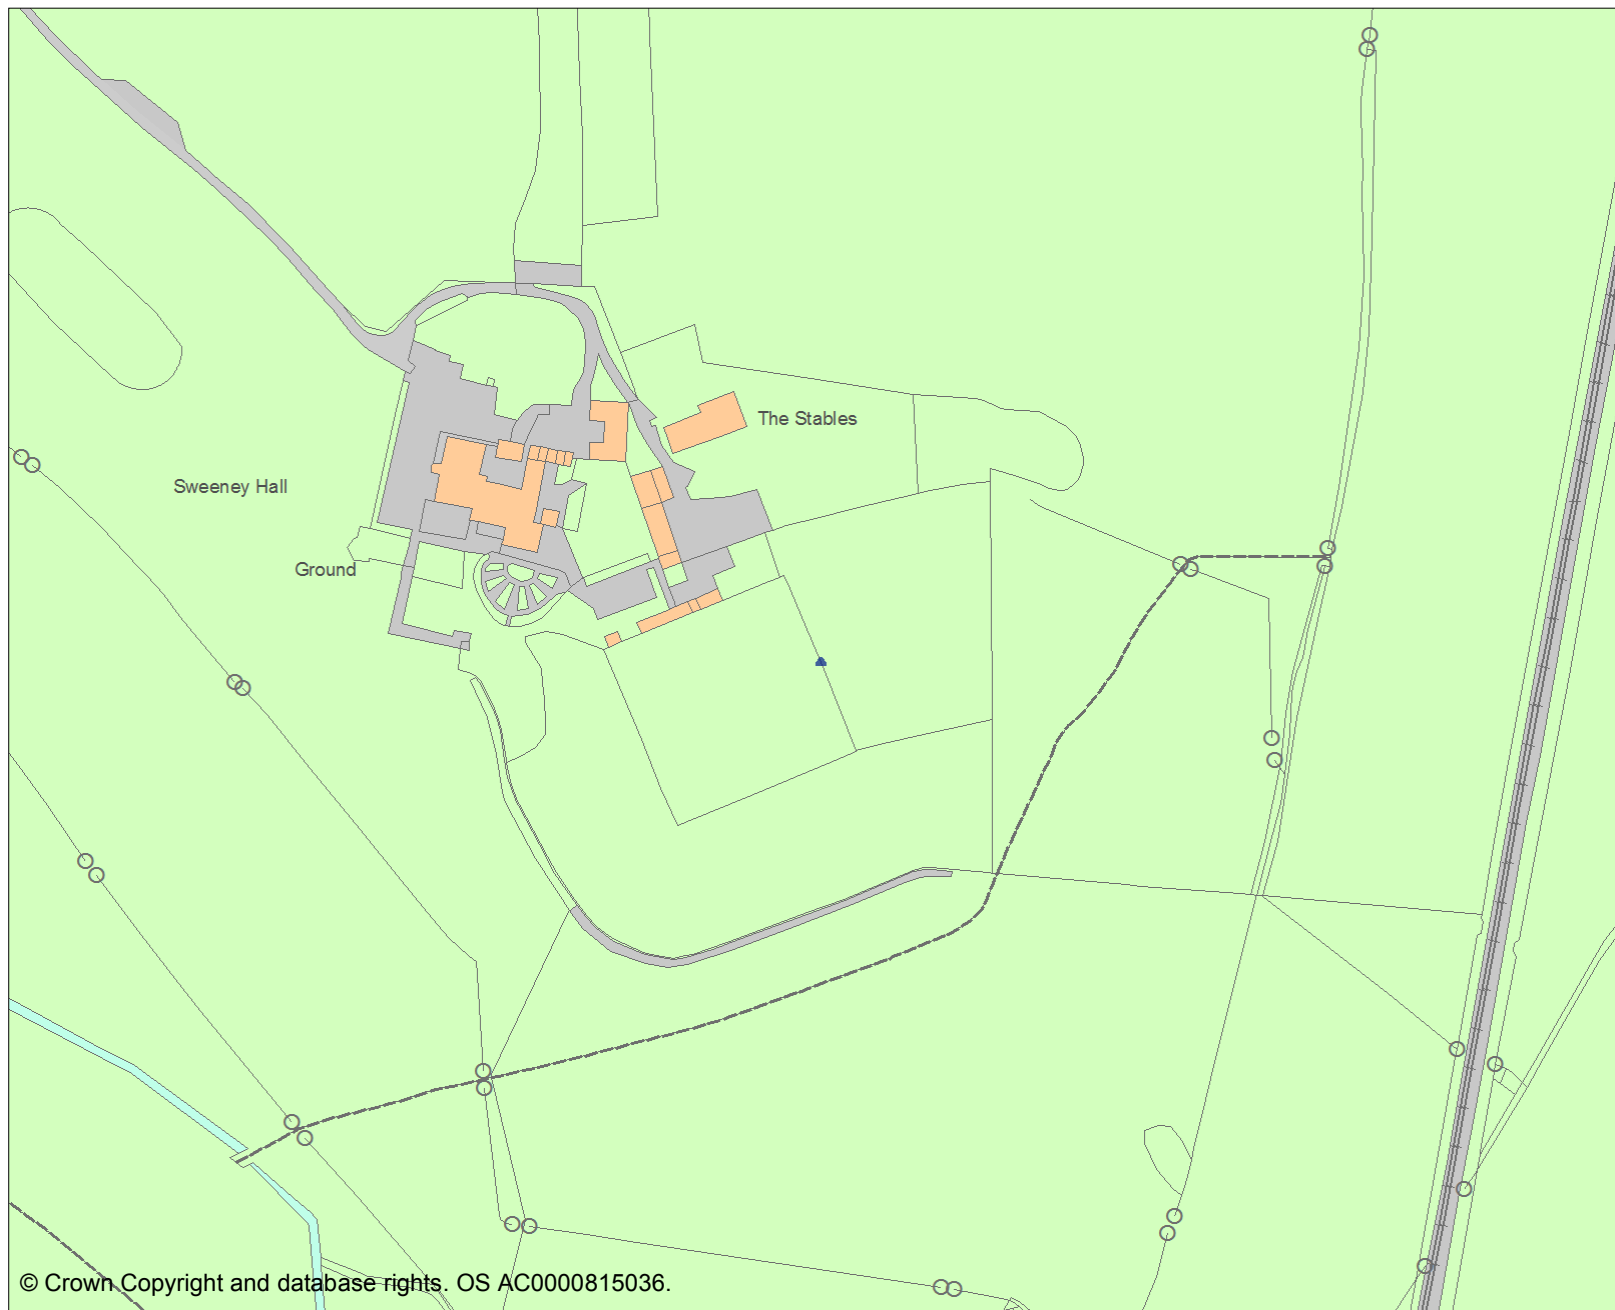 The Stables
Sweeney Hall
Ground
© Crown Copyright and database rights. OS AC0000815036.